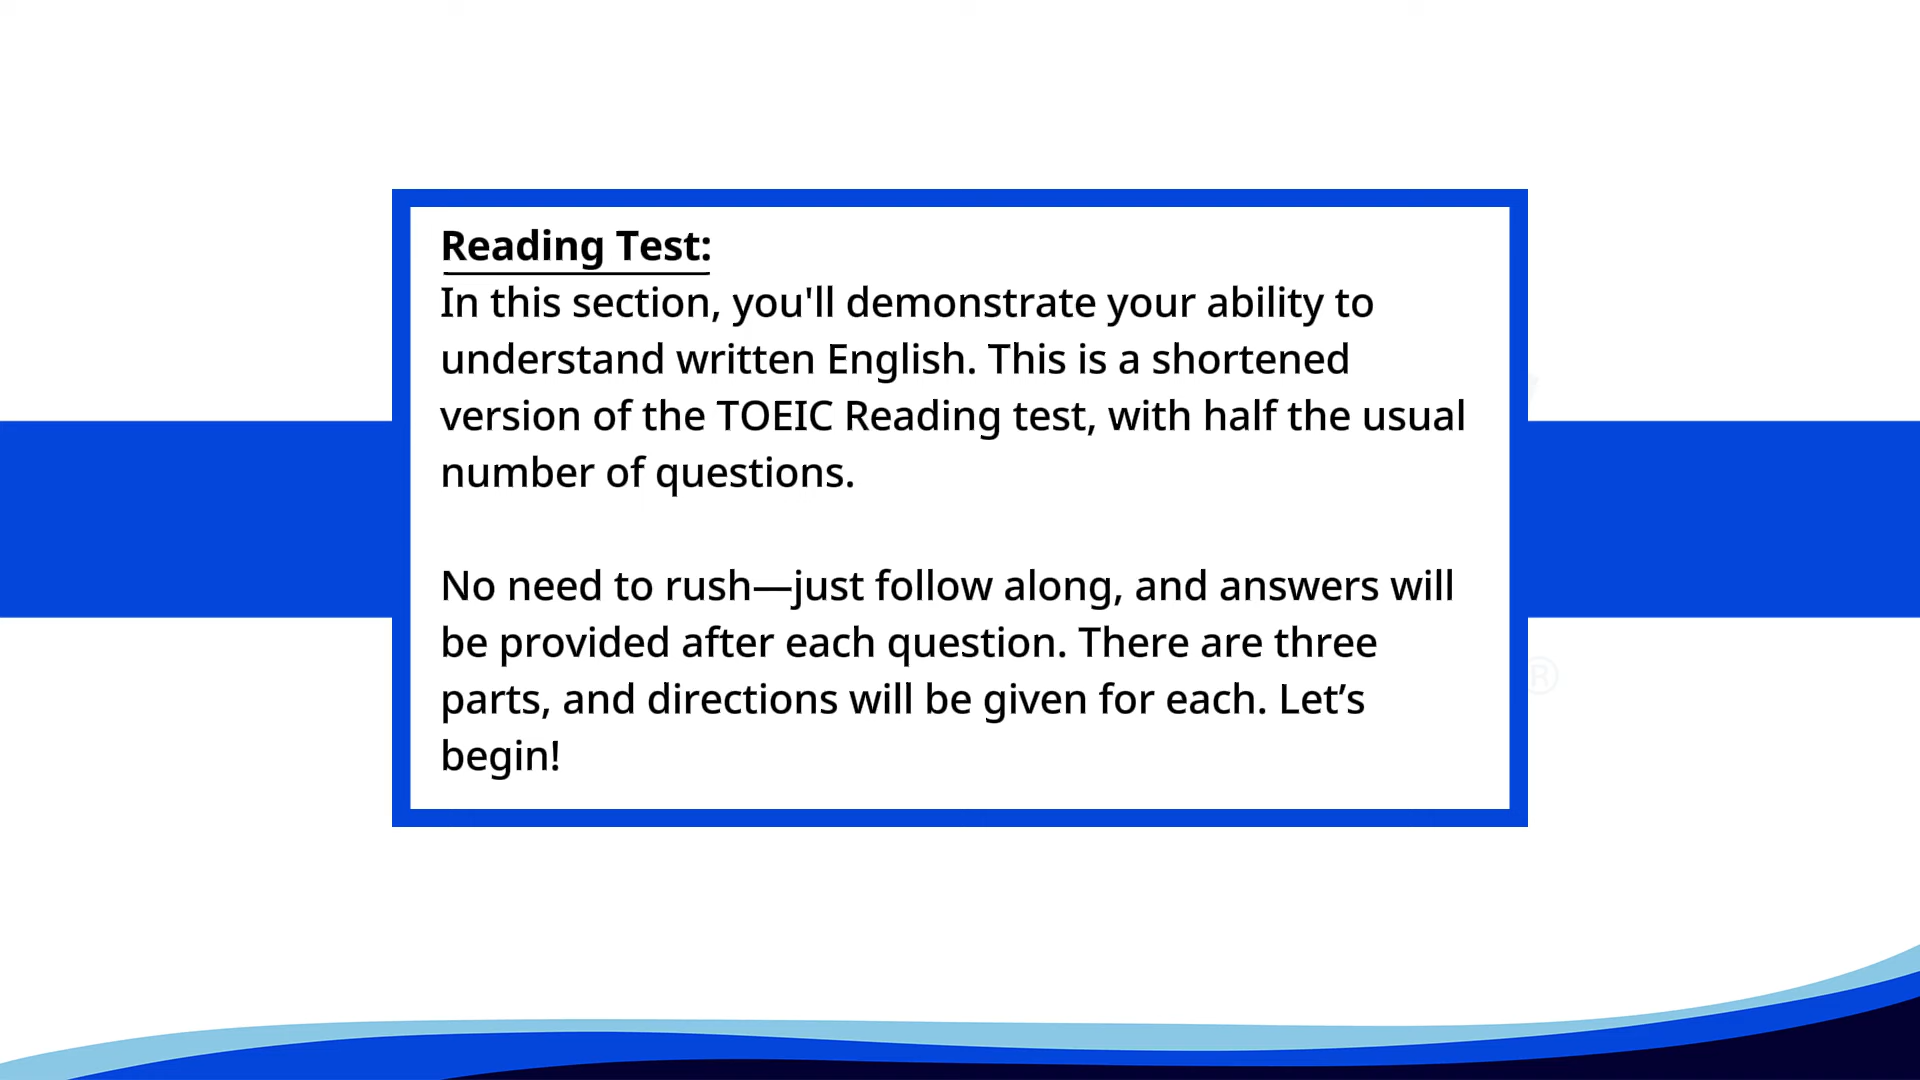 Reading Test:
In this section, you'll demonstrate your ability to
understand written English. This is a shortened
version of the TOEIC Reading test, with half the usual
number of questions.
No need to rush—just follow along, and answers will
be provided after each question. There are three
parts, and directions will be given for each. Let’s
begin!
®